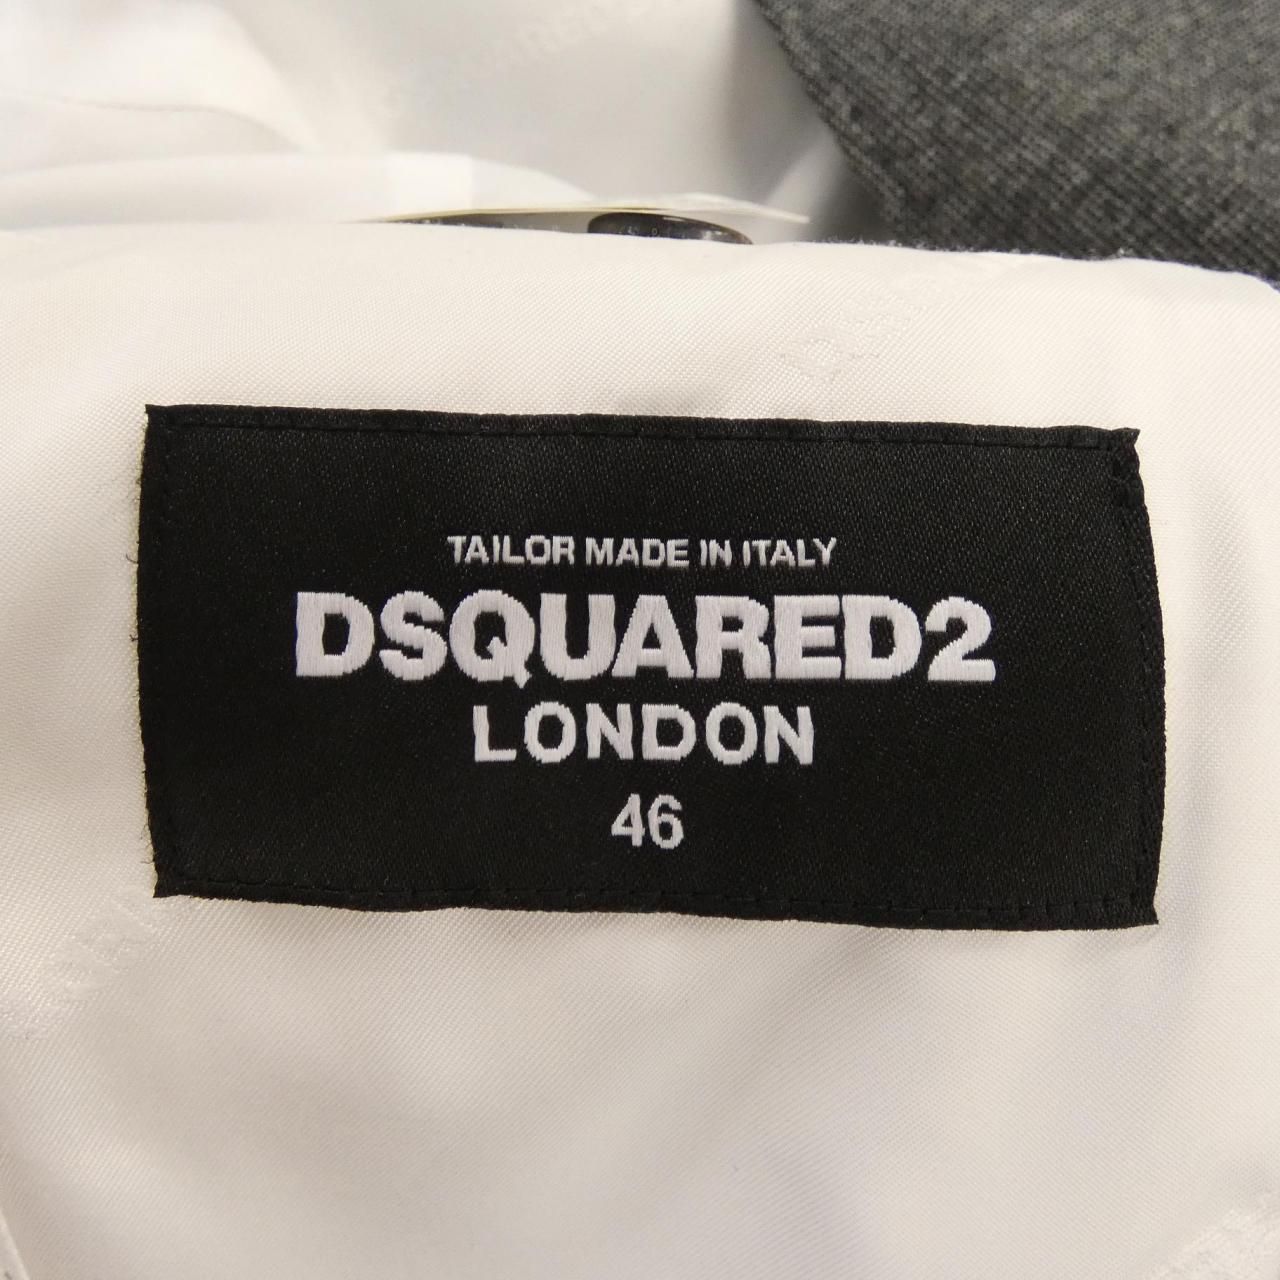 TAILOR MADE IN ITALY
DSQUARED2
LONDON
46